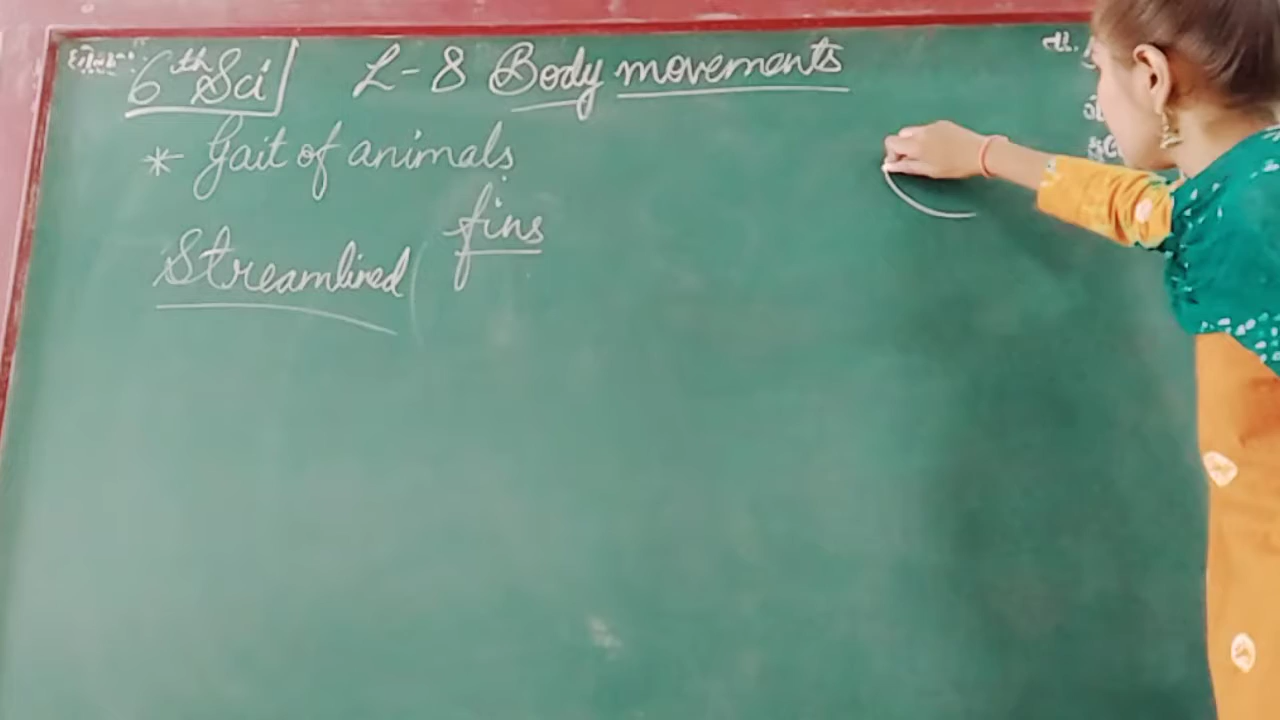 6th Sci L-8 Body movements
* Gait of animals
fins
Streamlined